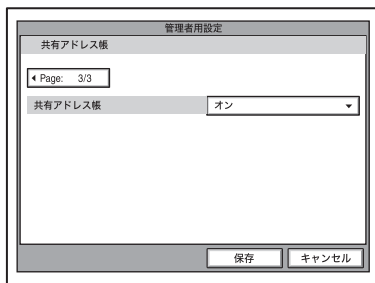 管理者用設定
共有アドレス帳
Page: 3/3
共有アドレス帳 オン
保存 キャンセル